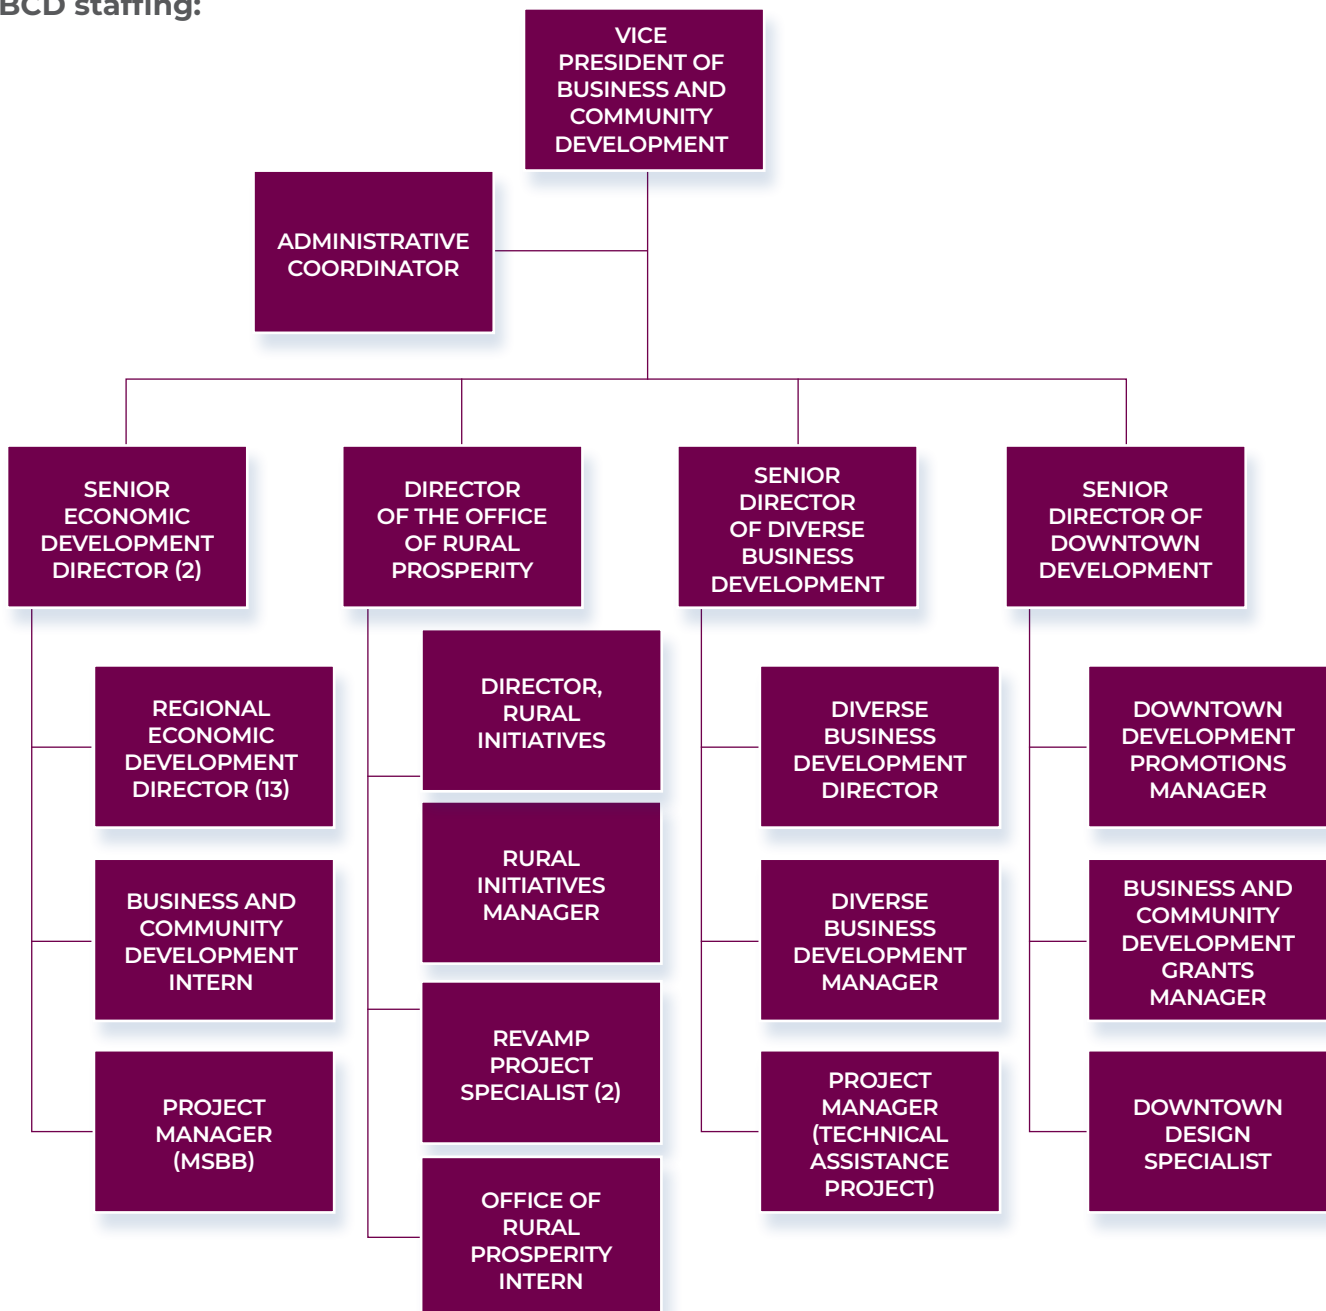 BCD staffing:
VICE
PRESIDENT OF
BUSINESS AND
COMMUNITY
DEVELOPMENT
ADMINISTRATIVE
COORDINATOR
SENIOR
ECONOMIC
DEVELOPMENT
DIRECTOR (2)
DIRECTOR
OF THE OFFICE
OF RURAL
PROSPERITY
SENIOR
DIRECTOR
OF DIVERSE
BUSINESS
DEVELOPMENT
SENIOR
DIRECTOR OF
DOWNTOWN
DEVELOPMENT
REGIONAL
ECONOMIC
DEVELOPMENT
DIRECTOR (13)
BUSINESS AND
COMMUNITY
DEVELOPMENT
INTERN
PROJECT
MANAGER
(MSBB)
DIRECTOR,
RURAL
INITIATIVES
RURAL
INITIATIVES
MANAGER
REVAMP
PROJECT
SPECIALIST (2)
OFFICE OF
RURAL
PROSPERITY
INTERN
DIVERSE
BUSINESS
DEVELOPMENT
DIRECTOR
DIVERSE
BUSINESS
DEVELOPMENT
MANAGER
PROJECT
MANAGER
(TECHNICAL
ASSISTANCE
PROJECT)
DOWNTOWN
DEVELOPMENT
PROMOTIONS
MANAGER
BUSINESS AND
COMMUNITY
DEVELOPMENT
GRANTS
MANAGER
DOWNTOWN
DESIGN
SPECIALIST